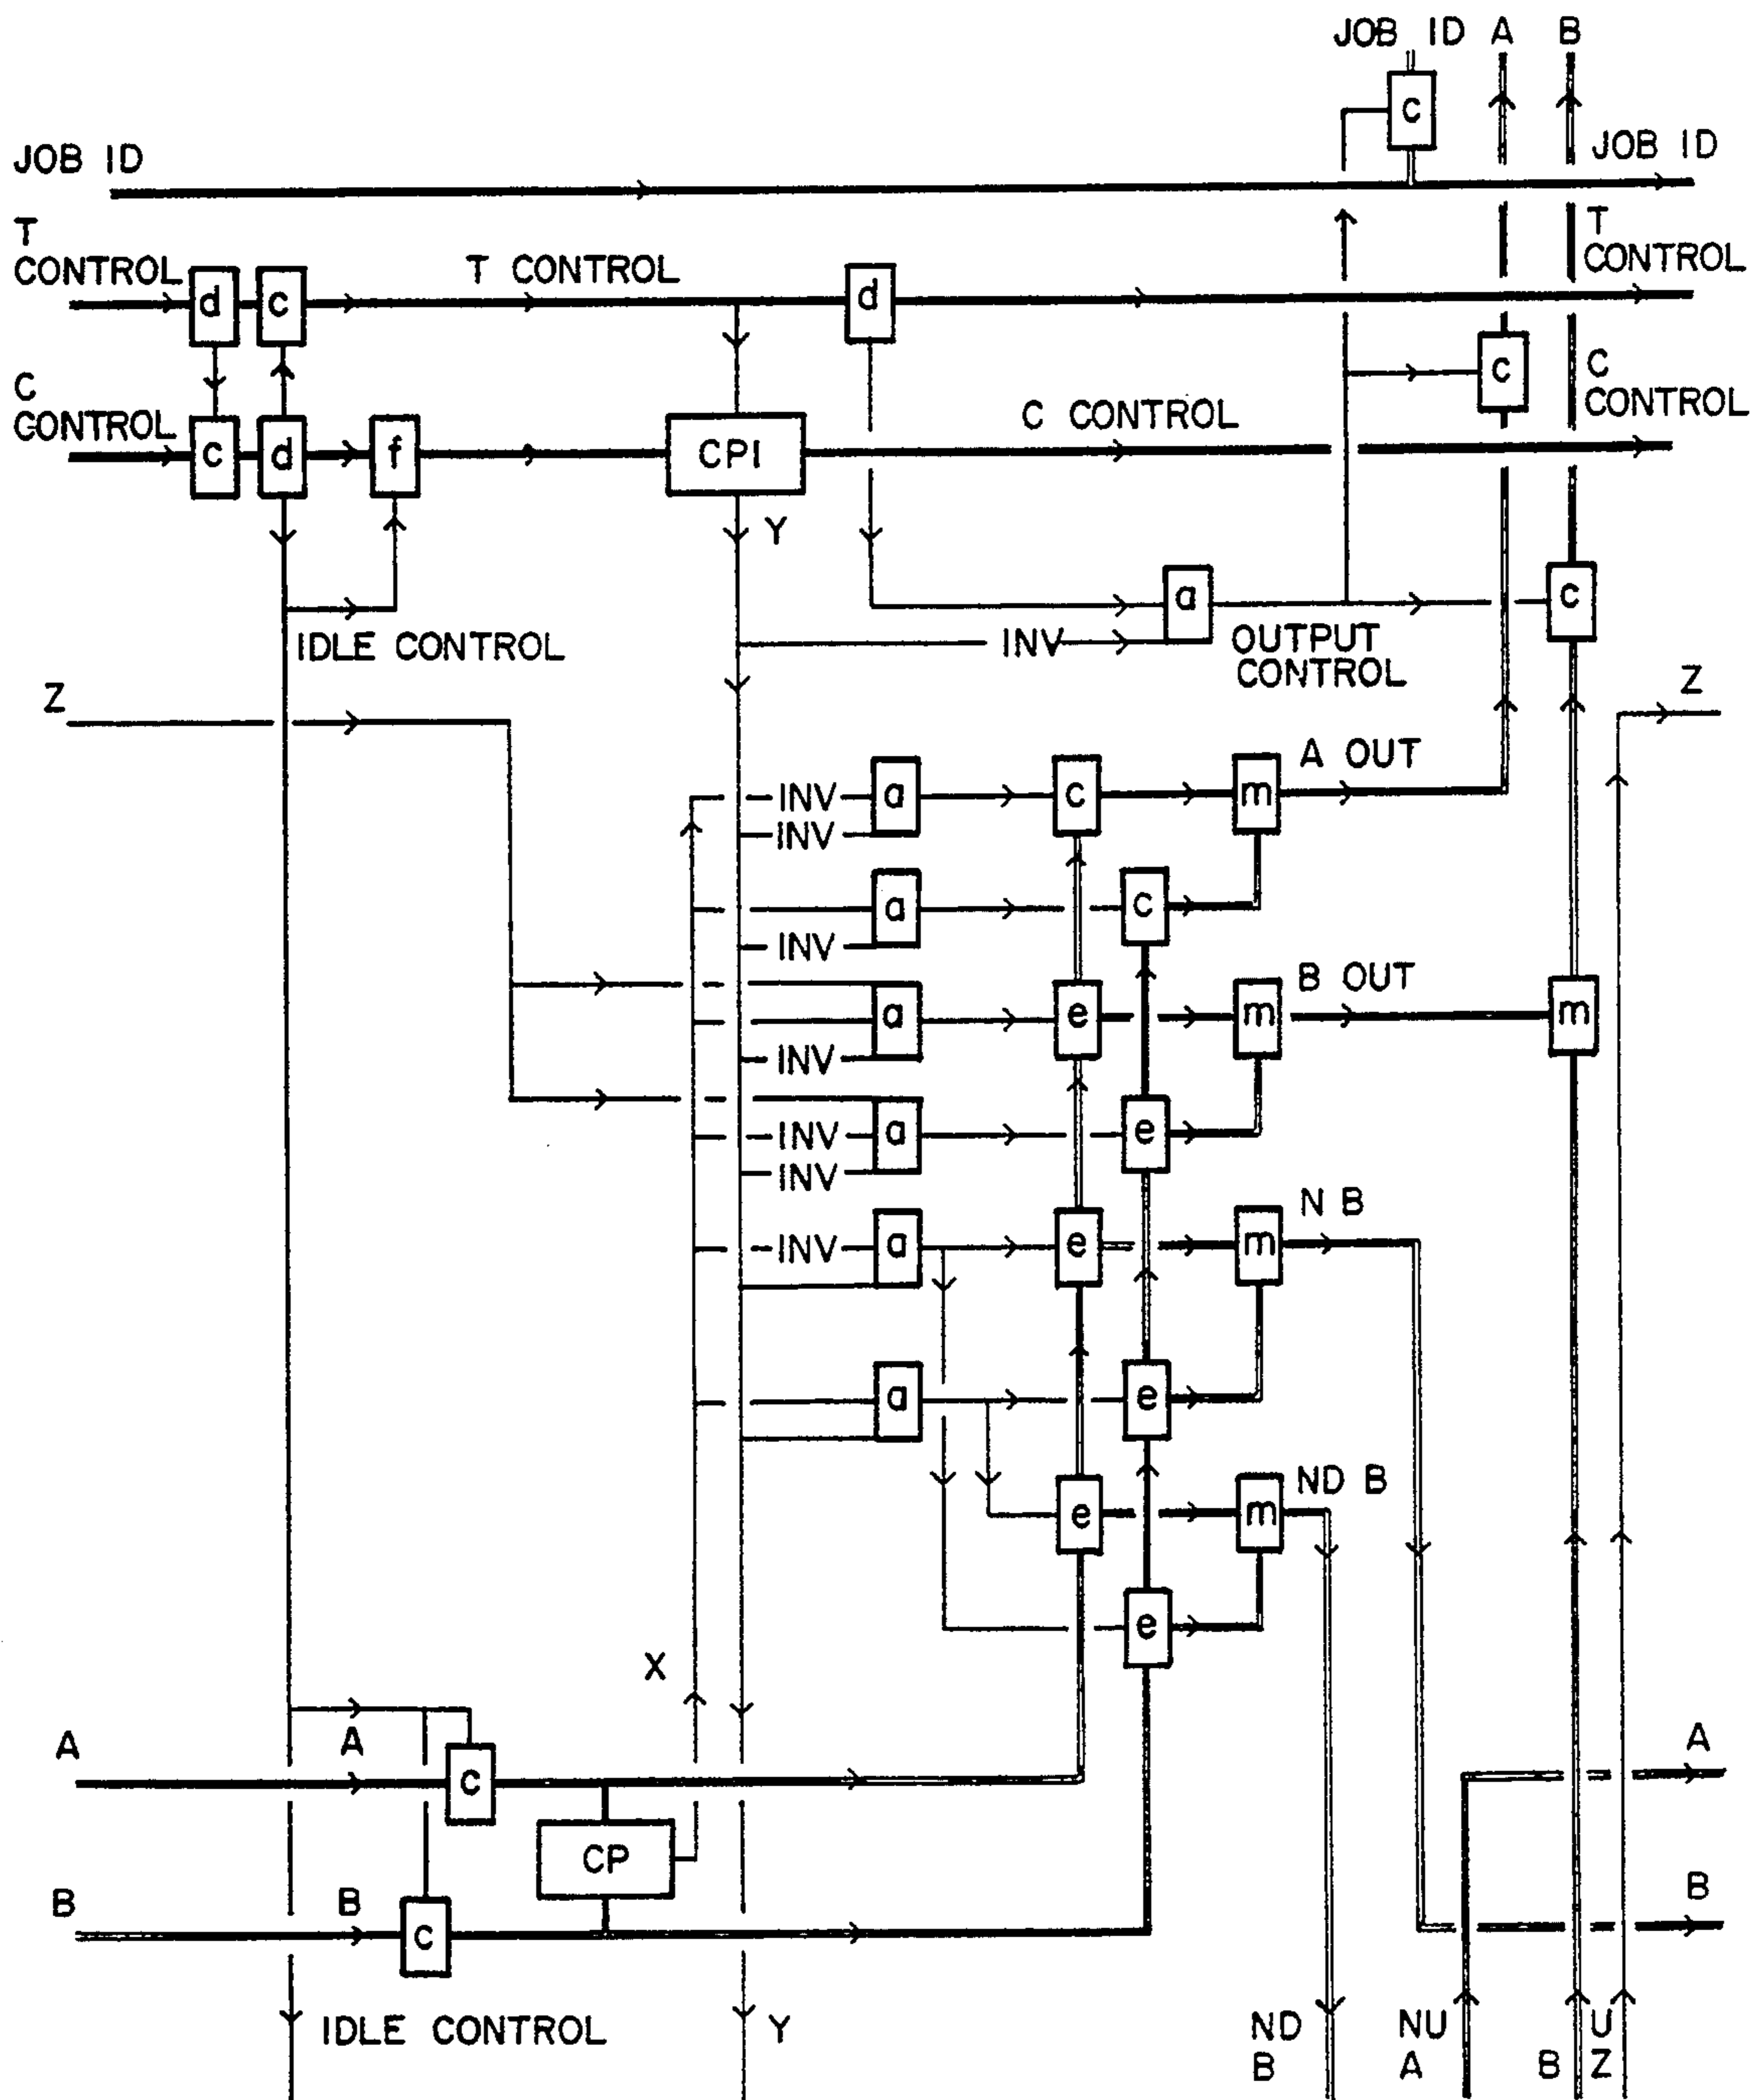 JOB ID A B
c
JOB ID
JOB ID
T
CONTROL
d
c
T CONTROL
d
T
CONTROL
c
C
CONTROL
c
d
f
CPI
C CONTROL
C
CONTROL
Y
a
c
IDLE CONTROL
INV
OUTPUT
CONTROL
Z
Z
INV
a
c
m
A OUT
INV
a
c
INV
a
e
m
B OUT
m
INV
INV
a
e
INV
INV
a
e
m
N B
a
e
e
m
ND B
e
X
A
A
c
A
CP
B
B
c
B
IDLE CONTROL
Y
ND
B
NU
A
B
U
Z